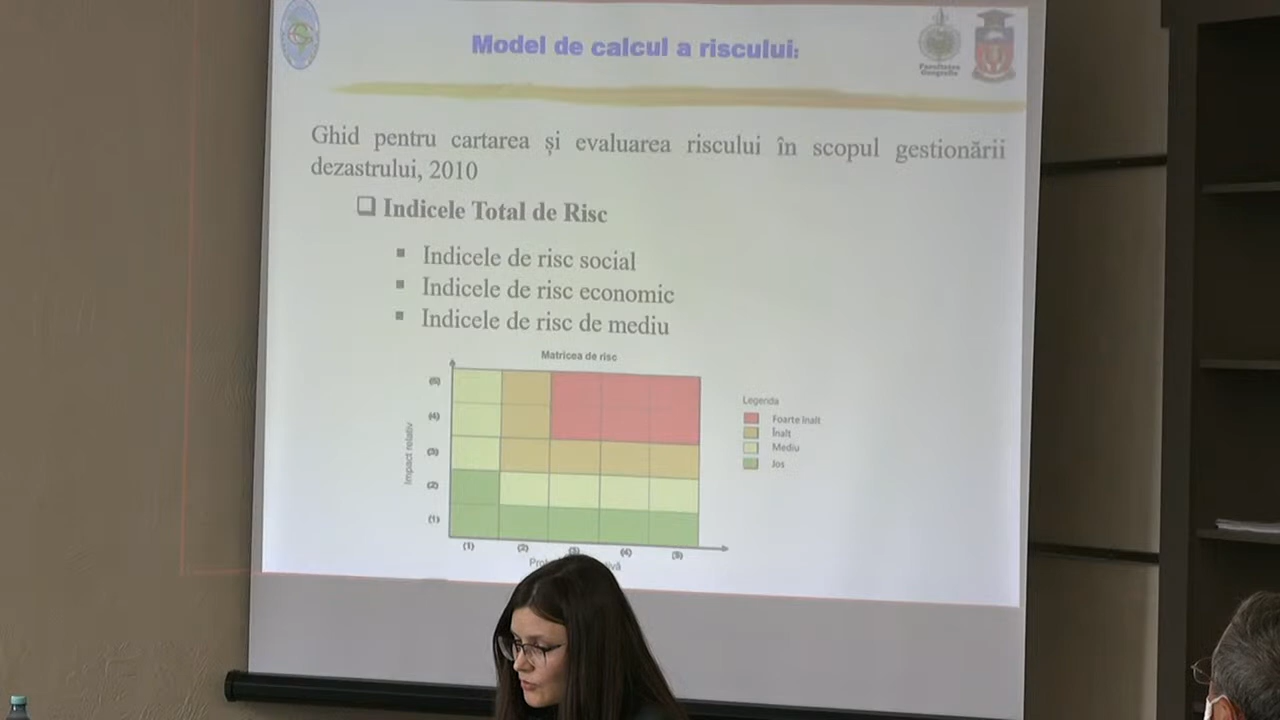 Model de calcul a riscului:
Facultatea
Geografie
Ghid pentru cartarea și evaluarea riscului în scopul gestionării
dezastrului, 2010
Indicele Total de Risc
Indicele de risc social
Indicele de risc economic
Indicele de risc de mediu
Matricea de risc
Impact relativ
(5)
(4)
(3)
(2)
(1)
(1) (2) (3) (4) (5)
Legenda
Foarte înalt
Înalt
Mediu
Jos